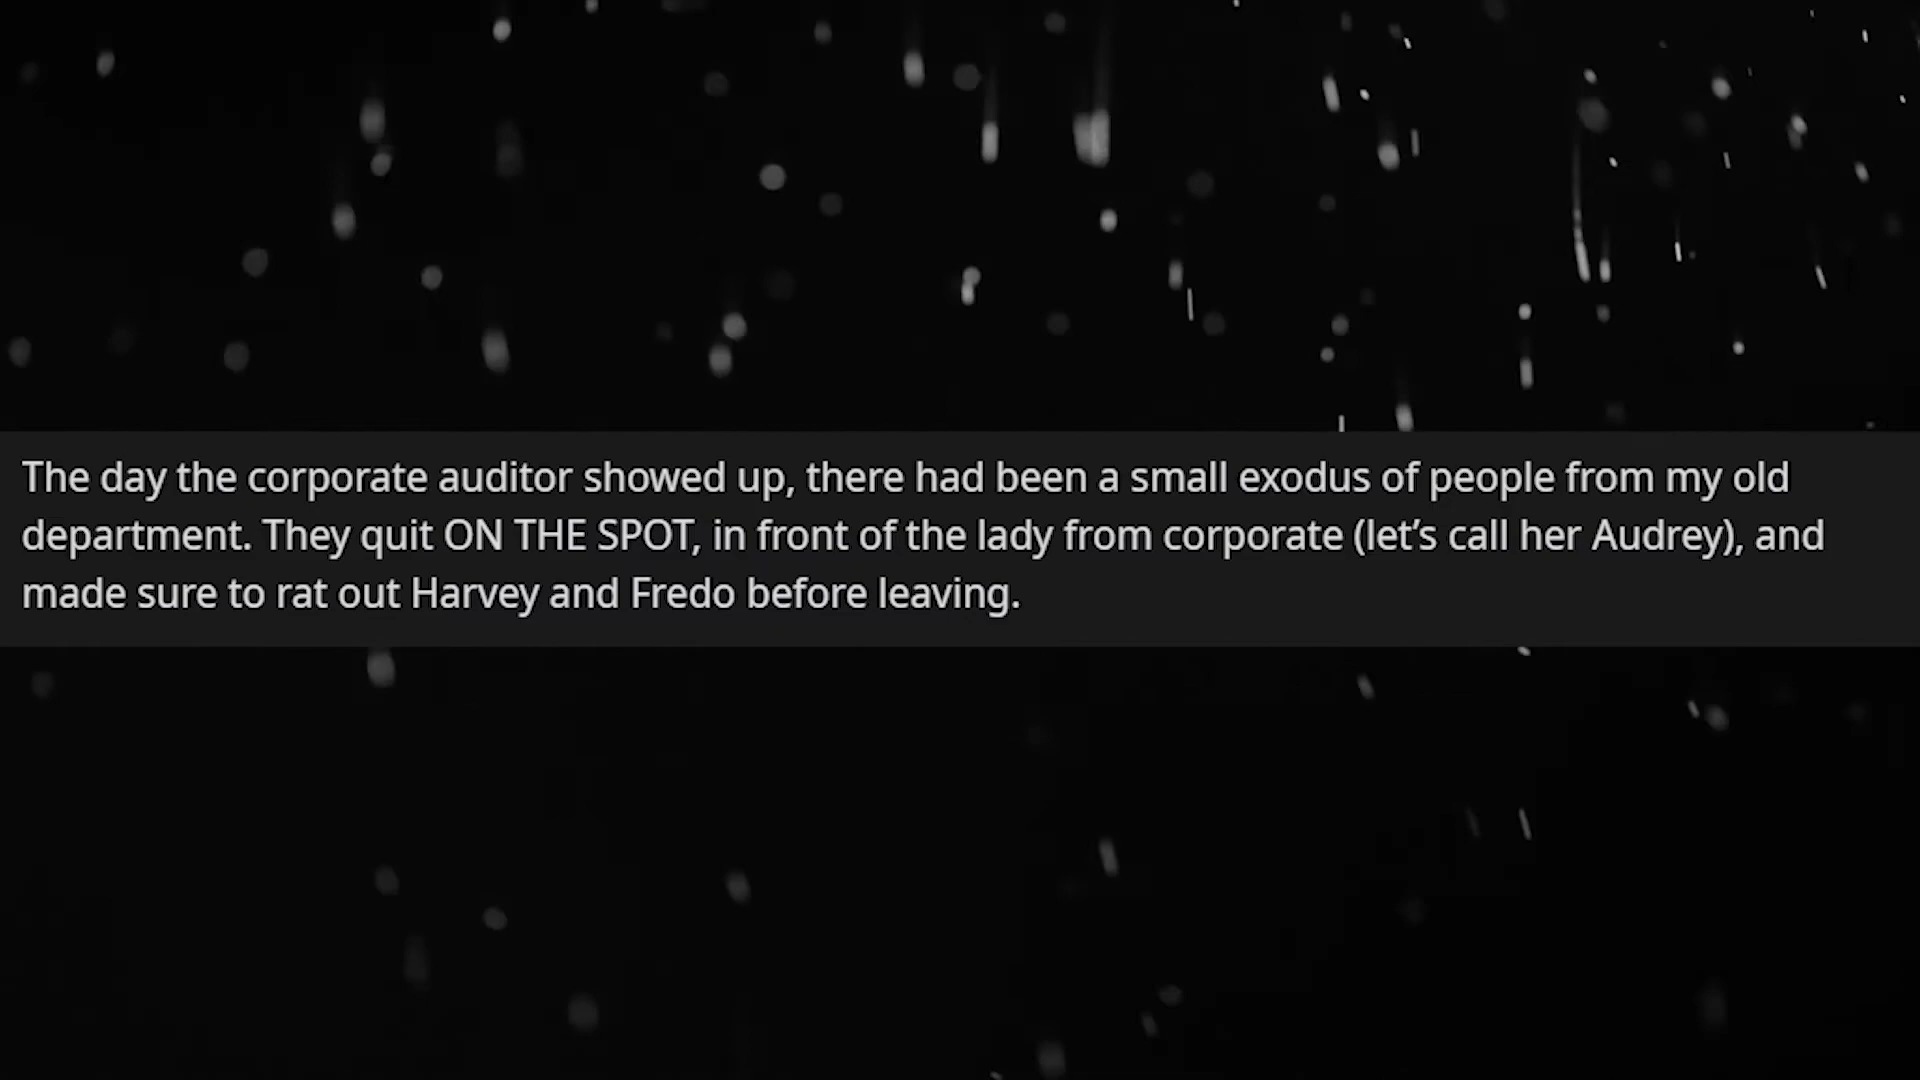 The day the corporate auditor showed up, there had been a small exodus of people from my old
department. They quit ON THE SPOT, in front of the lady from corporate (let’s call her Audrey), and
made sure to rat out Harvey and Fredo before leaving.